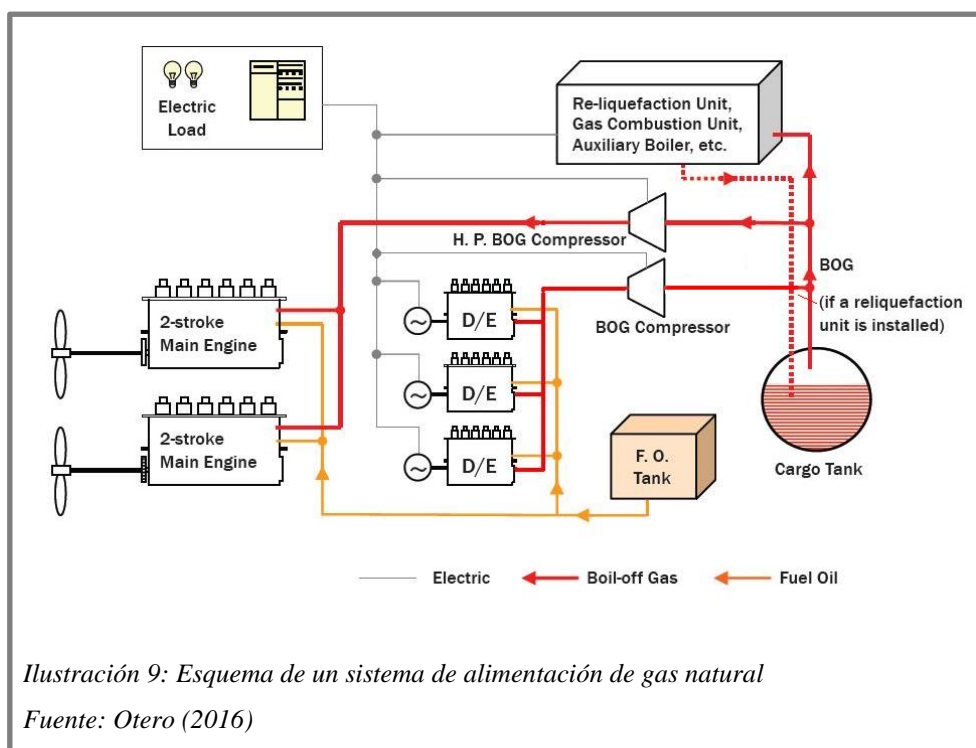 Electric
Load
Re-liquefaction Unit,
Gas Combustion Unit,
Auxiliary Boiler, etc.
H. P. BOG Compressor
BOG
(if a reliquefaction
unit is installed)
BOG Compressor
2-stroke
Main Engine
D/E
D/E
2-stroke
Main Engine
D/E
F. O.
Tank
Cargo Tank
Electric
Boil-off Gas
Fuel Oil
Ilustración 9: Esquema de un sistema de alimentación de gas natural
Fuente: Otero (2016)